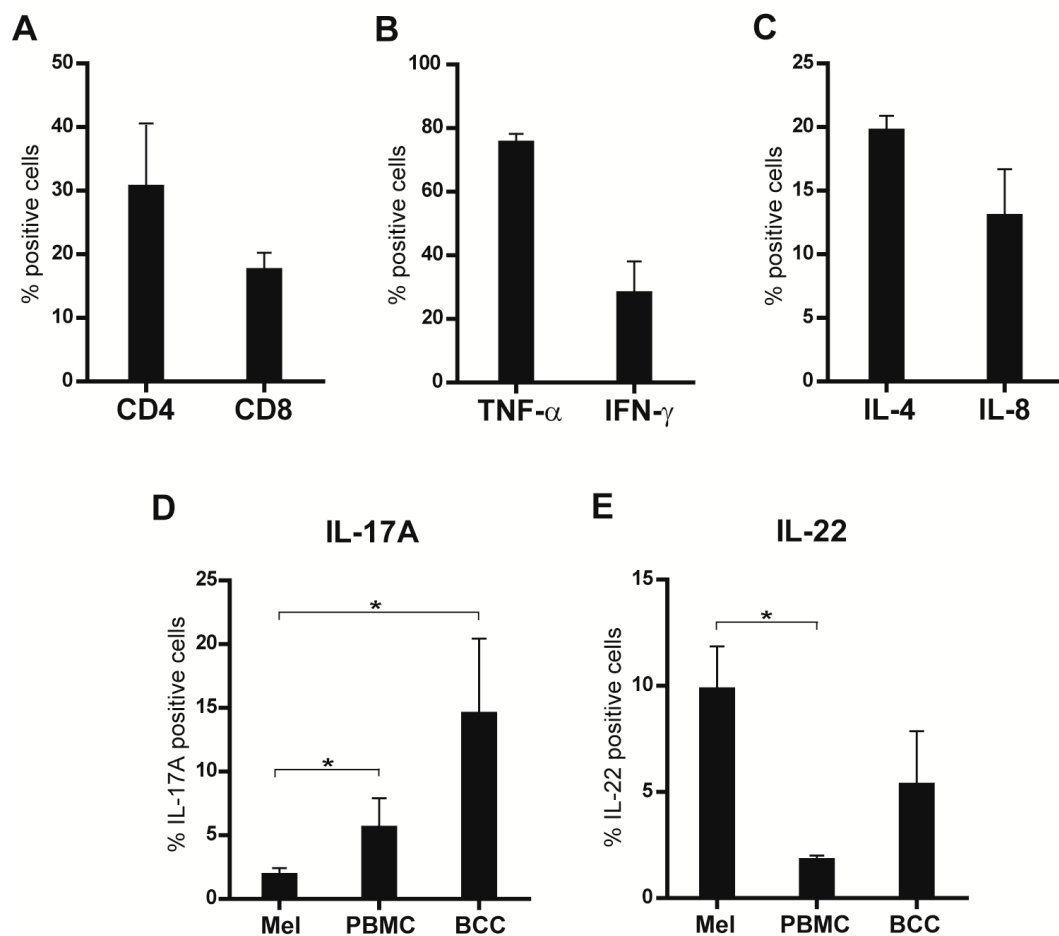 A
% positive cells
50
40
30
20
10
0
CD4 CD8
B
% positive cells
100
80
60
40
20
0
TNF-α IFN-γ
C
% positive cells
25
20
15
10
5
0
IL-4 IL-8
D
IL-17A
% IL-17A positive cells
25
20
15
10
5
0
*
*
Mel PBMC BCC
E
IL-22
% IL-22 positive cells
15
10
5
0
*
Mel PBMC BCC